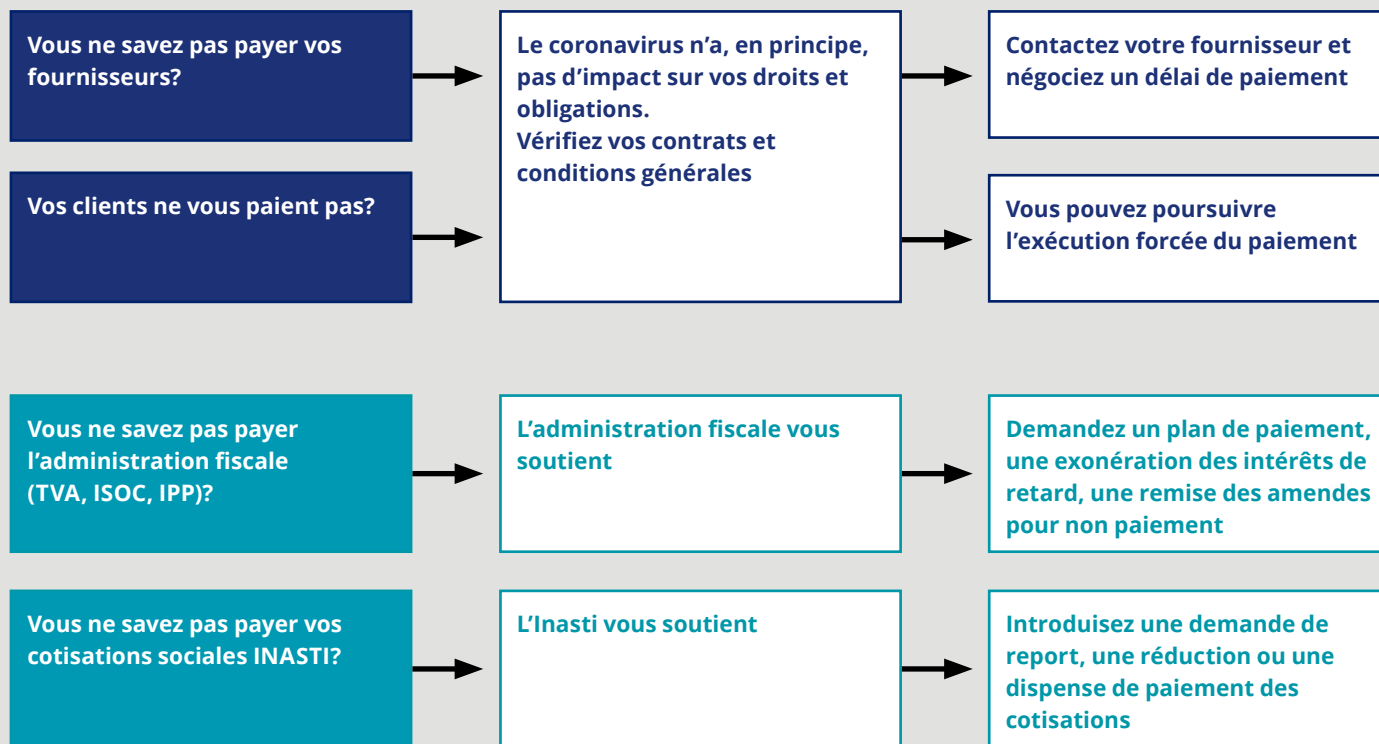 Vous ne savez pas payer vos
fournisseurs?
Le coronavirus n’a, en principe,
pas d’impact sur vos droits et
obligations.
Vérifiez vos contrats et
conditions générales
Contactez votre fournisseur et
négociez un délai de paiement
Vos clients ne vous paient pas?
Vous pouvez poursuivre
l’exécution forcée du paiement
Vous ne savez pas payer
l’administration fiscale
(TVA, ISOC, IPP)?
L’administration fiscale vous
soutient
Demandez un plan de paiement,
une exonération des intérêts de
retard, une remise des amendes
pour non paiement
Vous ne savez pas payer vos
cotisations sociales INASTI?
L’Inasti vous soutient
Introduisez une demande de
report, une réduction ou une
dispense de paiement des
cotisations